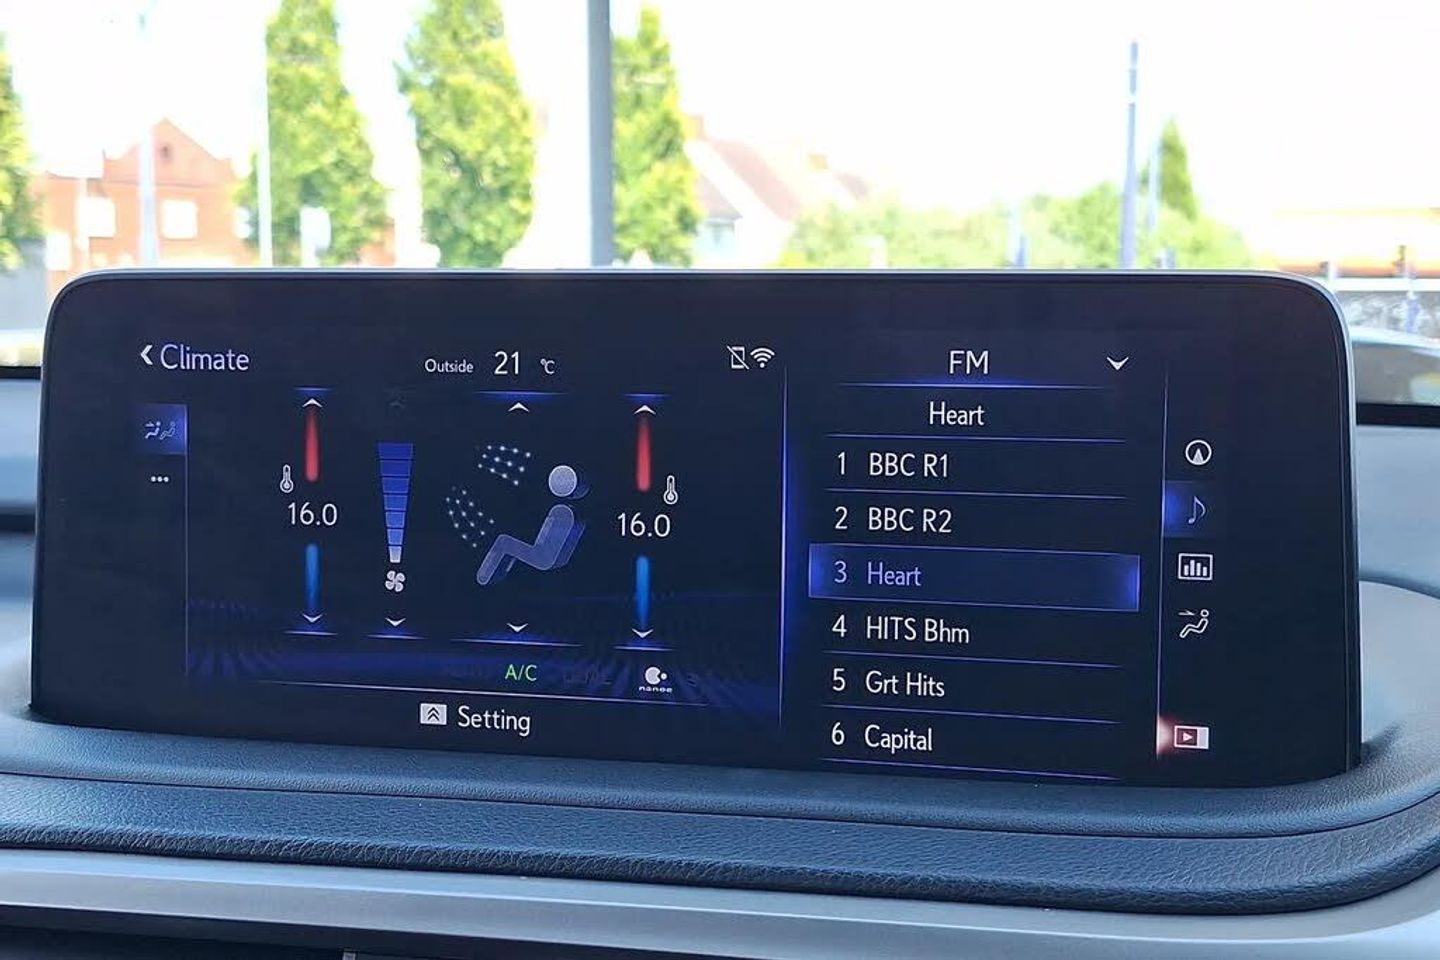 Climate
Outside 21 °C
16.0
16.0
A/C
nanoe
Setting
FM
Heart
1 BBC R1
2 BBC R2
3 Heart
4 HITS Bhm
5 Grt Hits
6 Capital